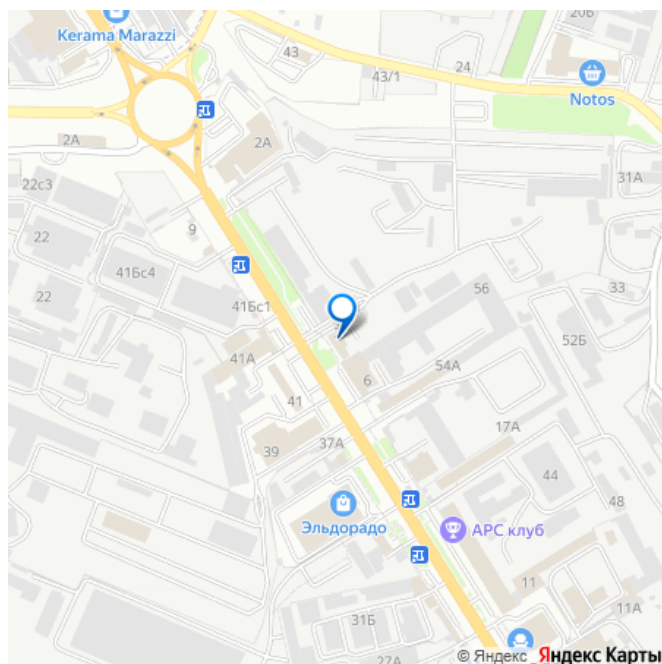 20Б
Kerama Marazzi
43
24
43/1
Notos
2А
2А
31А
22с3
9
22
41Бс4
56
33
22
41Бс1
52Б
41А
54А
6
41
17А
37А
39
44
48
Эльдорадо
АРС клуб
11
11А
31Б
27А
© Яндекс Яндекс Карты